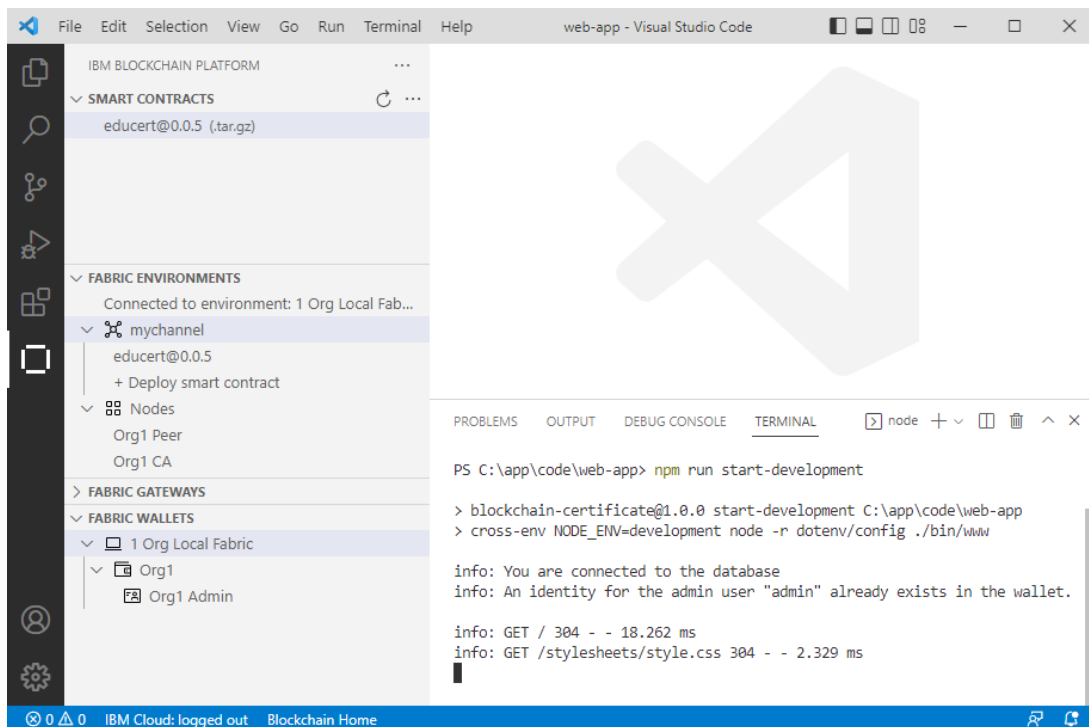 File Edit Selection View Go Run Terminal Help web-app - Visual Studio Code
IBM BLOCKCHAIN PLATFORM
SMART CONTRACTS
educert@0.0.5 (.tar.gz)
FABRIC ENVIRONMENTS
Connected to environment: 1 Org Local Fab...
mychannel
educert@0.0.5
+ Deploy smart contract
Nodes
Org1 Peer
Org1 CA
FABRIC GATEWAYS
FABRIC WALLETS
1 Org Local Fabric
Org1
Org1 Admin
PROBLEMS OUTPUT DEBUG CONSOLE TERMINAL node
PS C:\app\code\web-app> npm run start-development
> blockchain-certificate@1.0.0 start-development C:\app\code\web-app
> cross-env NODE_ENV=development node -r dotenv/config ./bin/www
info: You are connected to the database
info: An identity for the admin user "admin" already exists in the wallet.
info: GET / 304 - - 18.262 ms
info: GET /stylesheets/style.css 304 - - 2.329 ms
0 0 IBM Cloud: logged out Blockchain Home